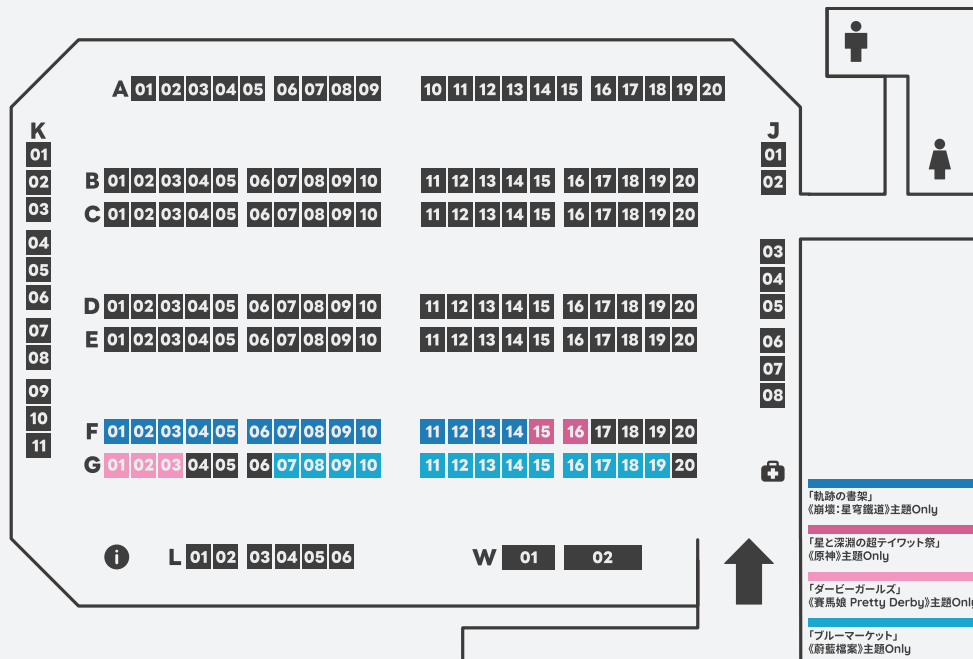 A 01 02 03 04 05 06 07 08 09 10 11 12 13 14 15 16 17 18 19 20
K
01
02
03
04
05
06
07
08
09
10
11
J
01
02
03
04
05
06
07
08
B 01 02 03 04 05 06 07 08 09 10 11 12 13 14 15 16 17 18 19 20
C 01 02 03 04 05 06 07 08 09 10 11 12 13 14 15 16 17 18 19 20
D 01 02 03 04 05 06 07 08 09 10 11 12 13 14 15 16 17 18 19 20
E 01 02 03 04 05 06 07 08 09 10 11 12 13 14 15 16 17 18 19 20
F 01 02 03 04 05 06 07 08 09 10 11 12 13 14 15 16 17 18 19 20
G 01 02 03 04 05 06 07 08 09 10 11 12 13 14 15 16 17 18 19 20
i
L 01 02 03 04 05 06
W 01 02
「軌跡の書架」
《崩壞:星穹鐵道》主題Only
「星と深淵の超テイワット祭」
《原神》主題Only
「ダービーガールズ」
《賽馬娘 Pretty Derby》主題Only
「ブルーマーケット」
《蔚藍檔案》主題Only